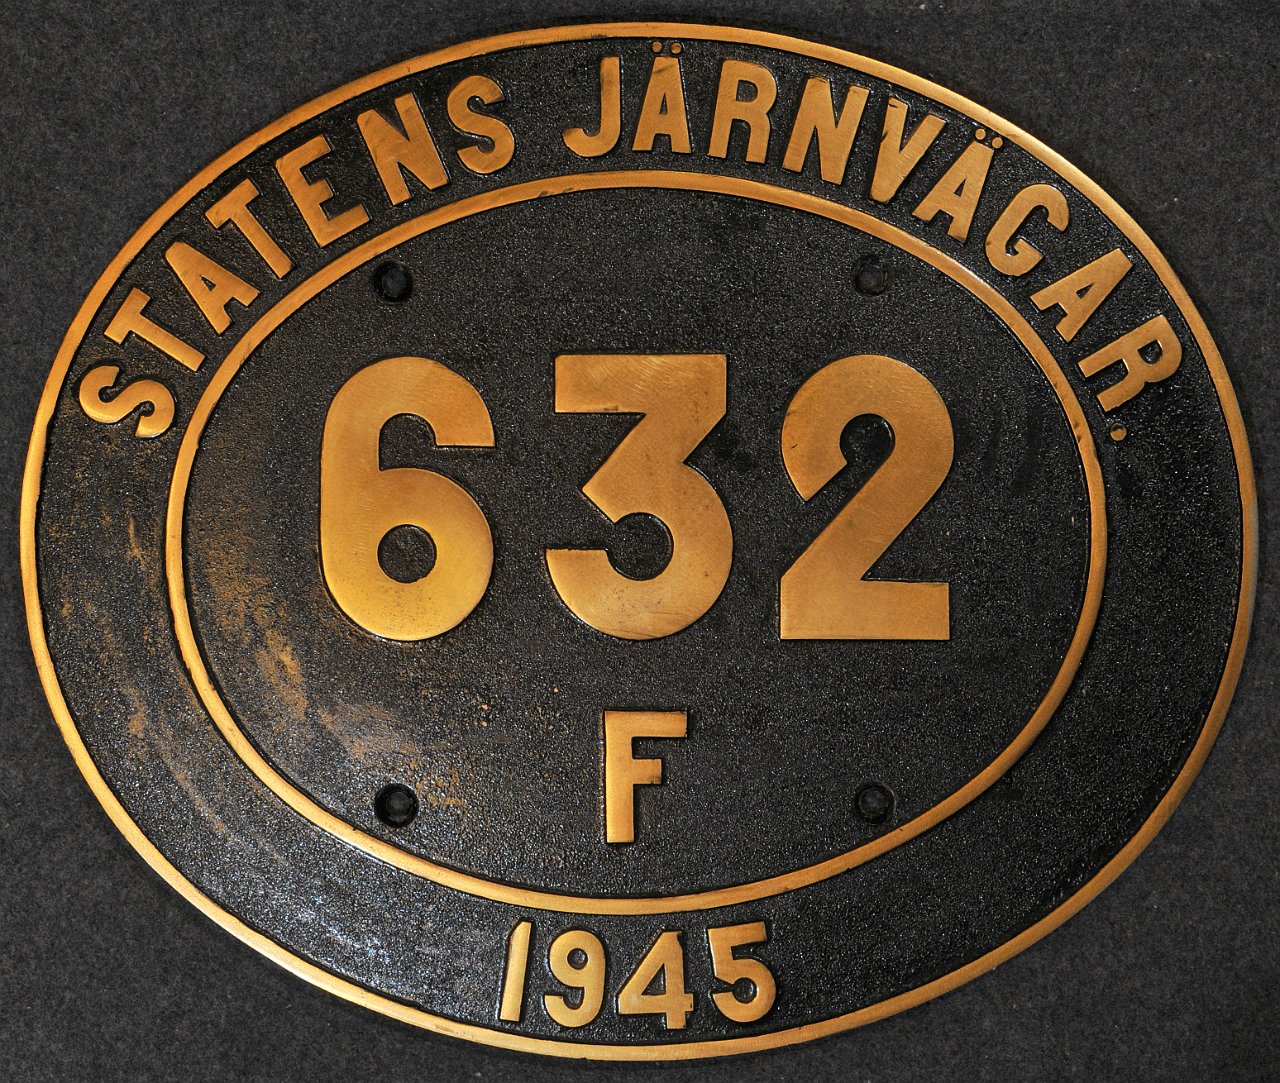 STATENS JÄRNVÄGAR.
632
F
1945